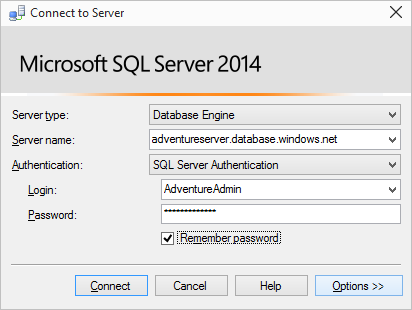 Connect to Server
Microsoft SQL Server 2014
Server type: Database Engine
Server name: adventureserver.database.windows.net
Authentication: SQL Server Authentication
Login: AdventureAdmin
Password: *************
Remember password
Connect Cancel Help Options >>